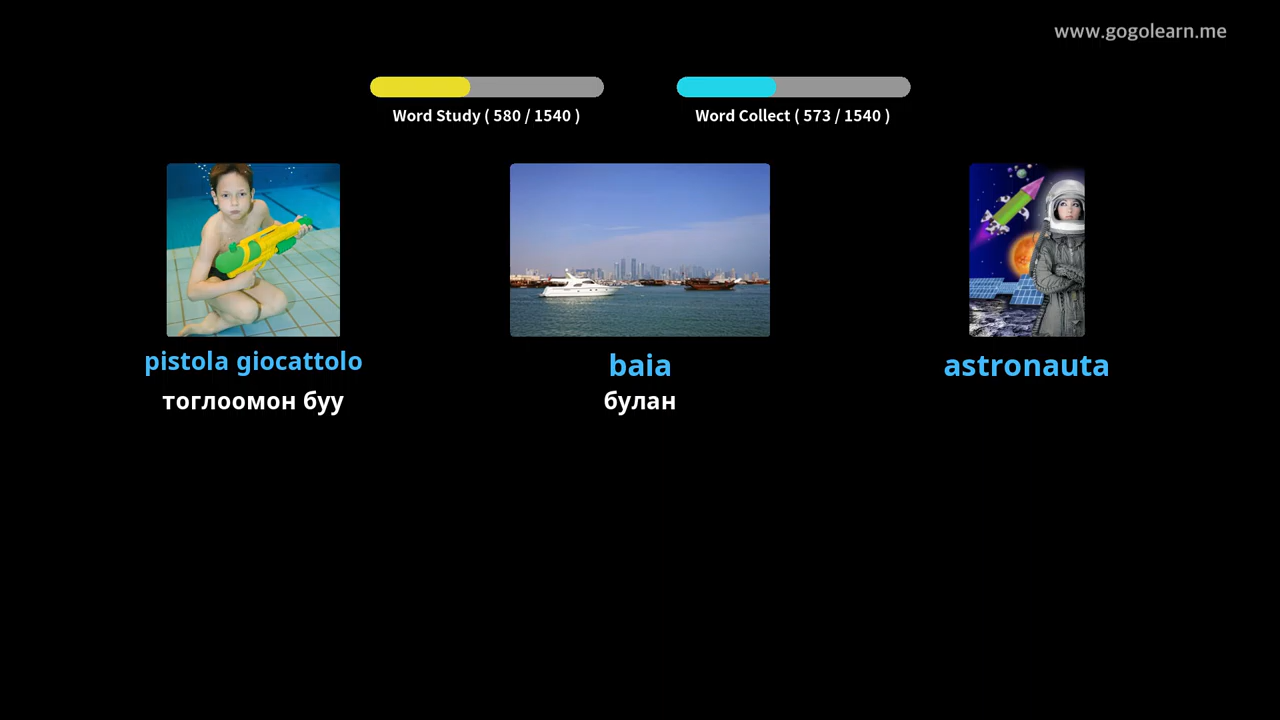 www.gogolearn.me
Word Study ( 580 / 1540 )
Word Collect ( 573 / 1540 )
pistola giocattolo
baia
astronauta
тоглоомон буу
булан